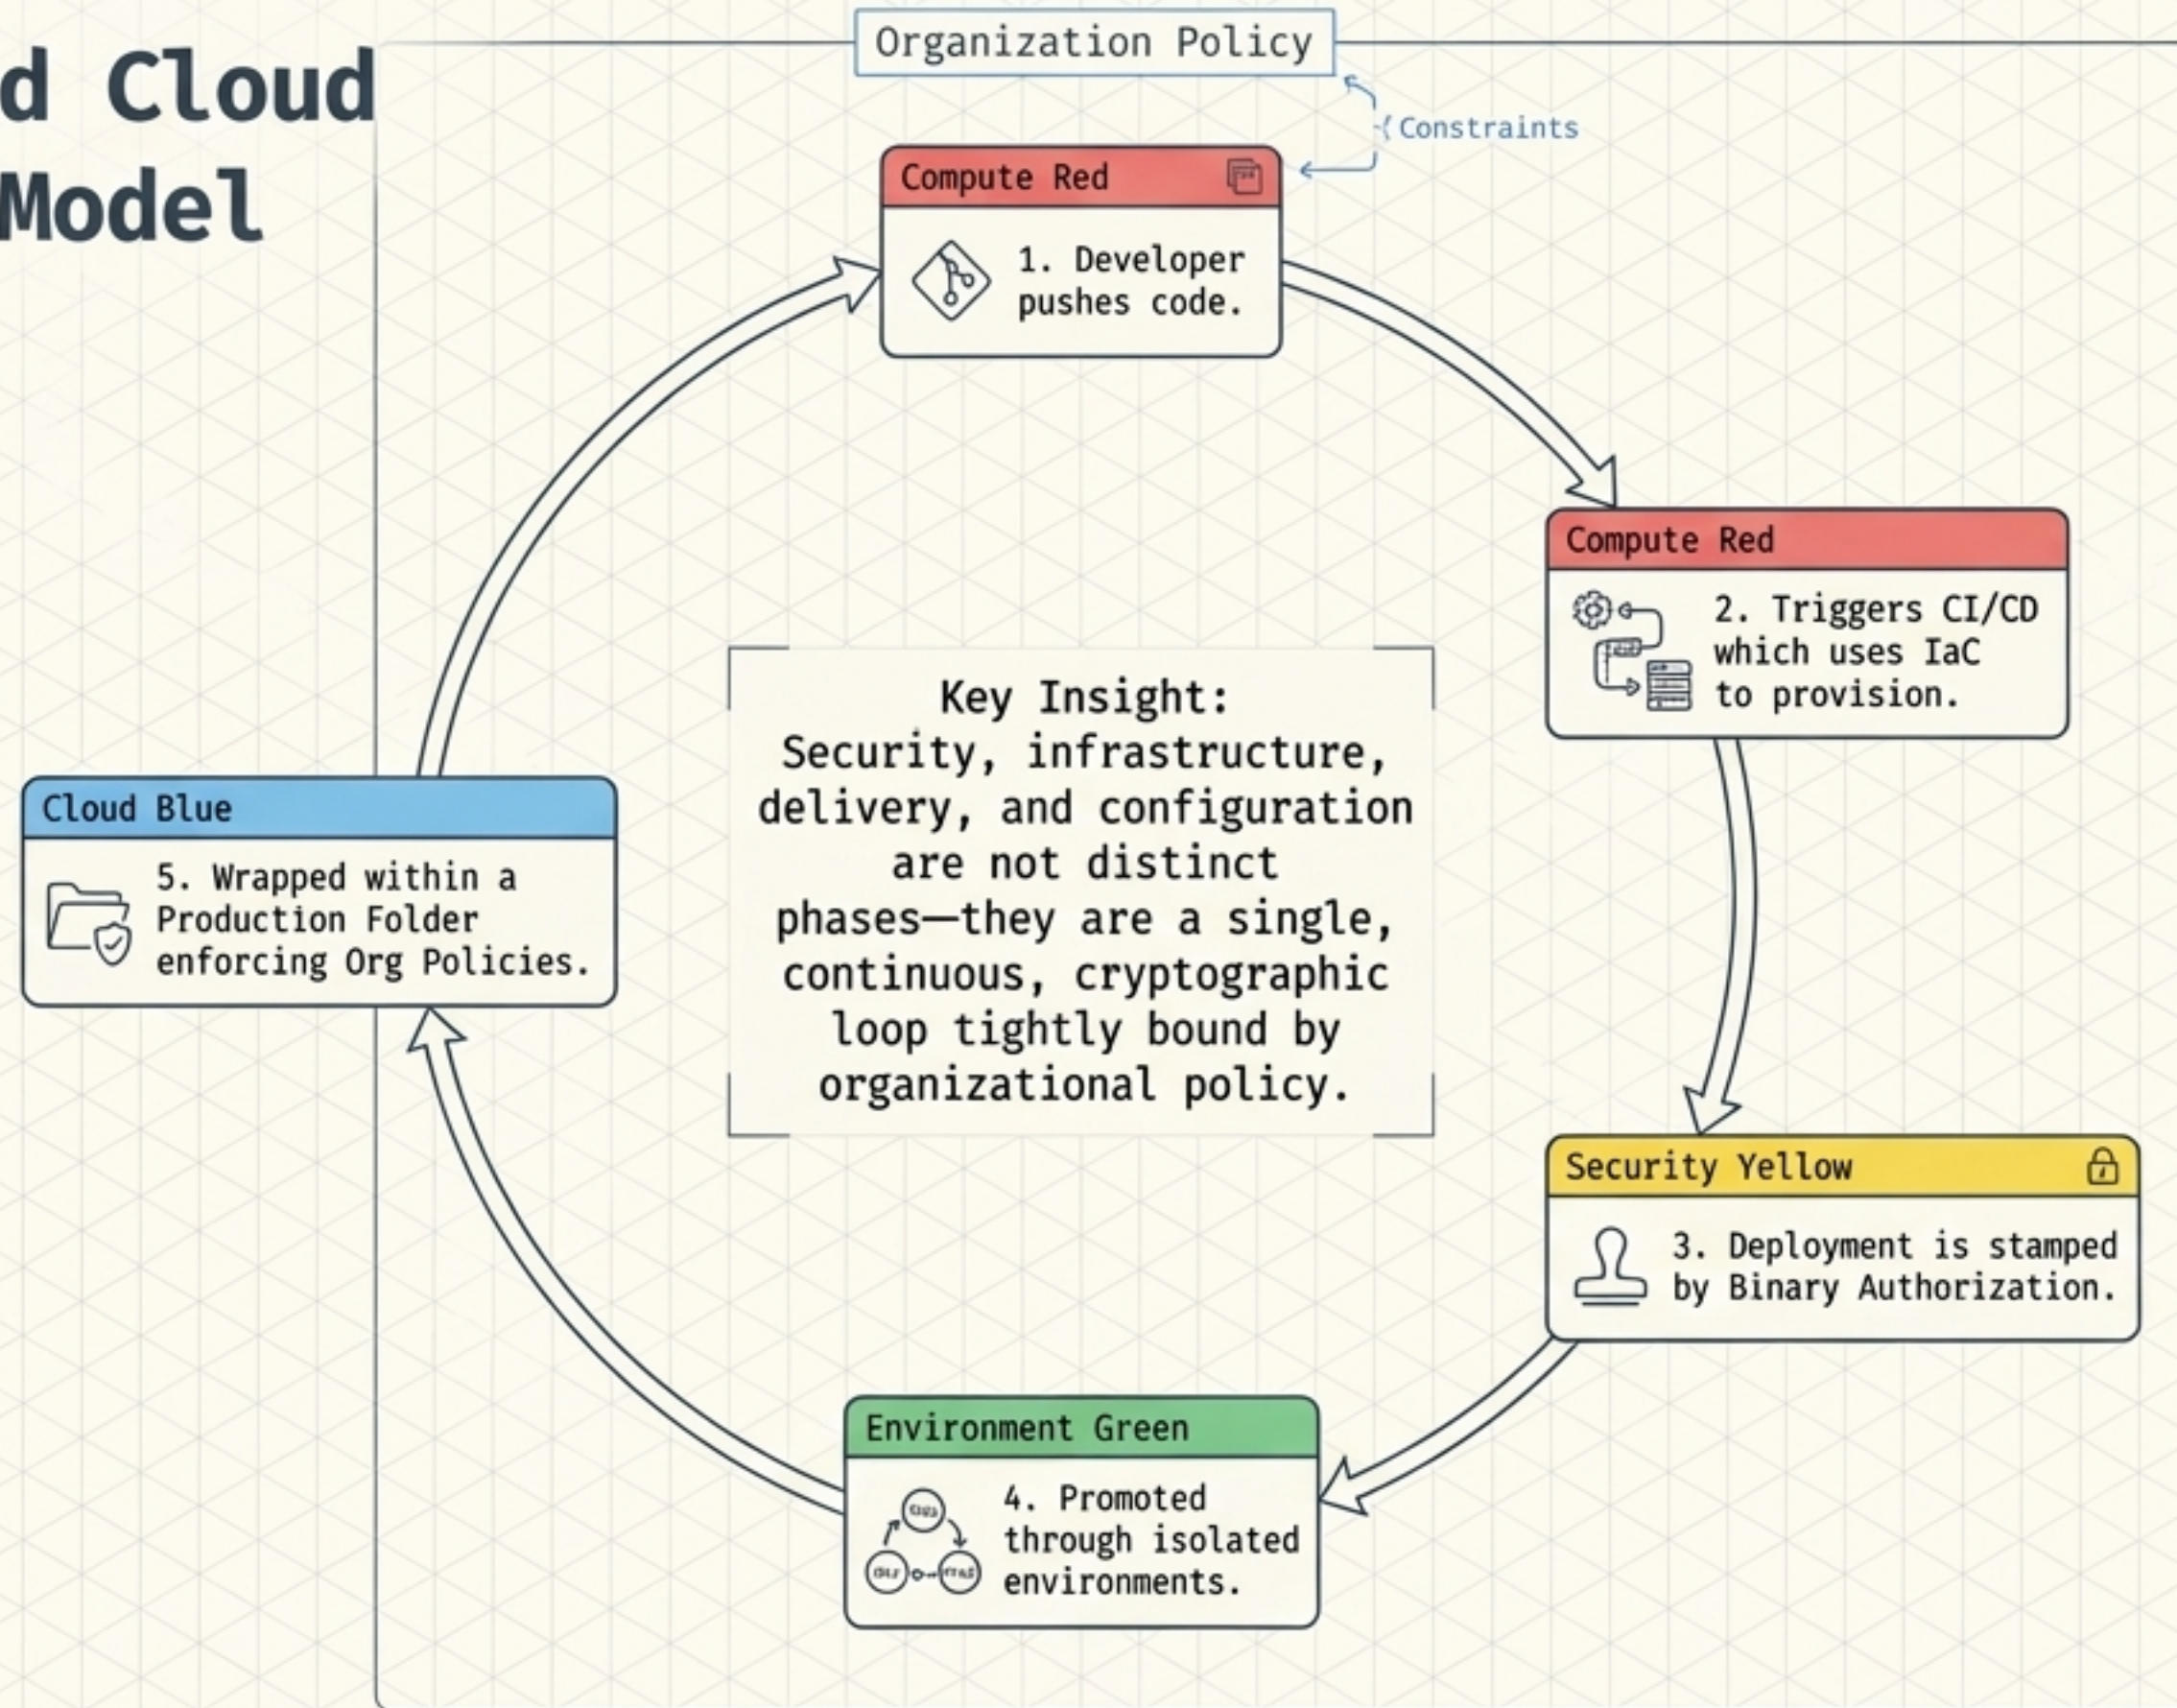 d Cloud
Model
Organization Policy
Constraints
Compute Red
1. Developer
pushes code.
Compute Red
2. Triggers CI/CD
which uses IaC
to provision.
Key Insight:
Security, infrastructure,
delivery, and configuration
are not distinct
phases—they are a single,
continuous, cryptographic
loop tightly bound by
organizational policy.
Cloud Blue
5. Wrapped within a
Production Folder
enforcing Org Policies.
Security Yellow
3. Deployment is stamped
by Binary Authorization.
Environment Green
4. Promoted
through isolated
environments.